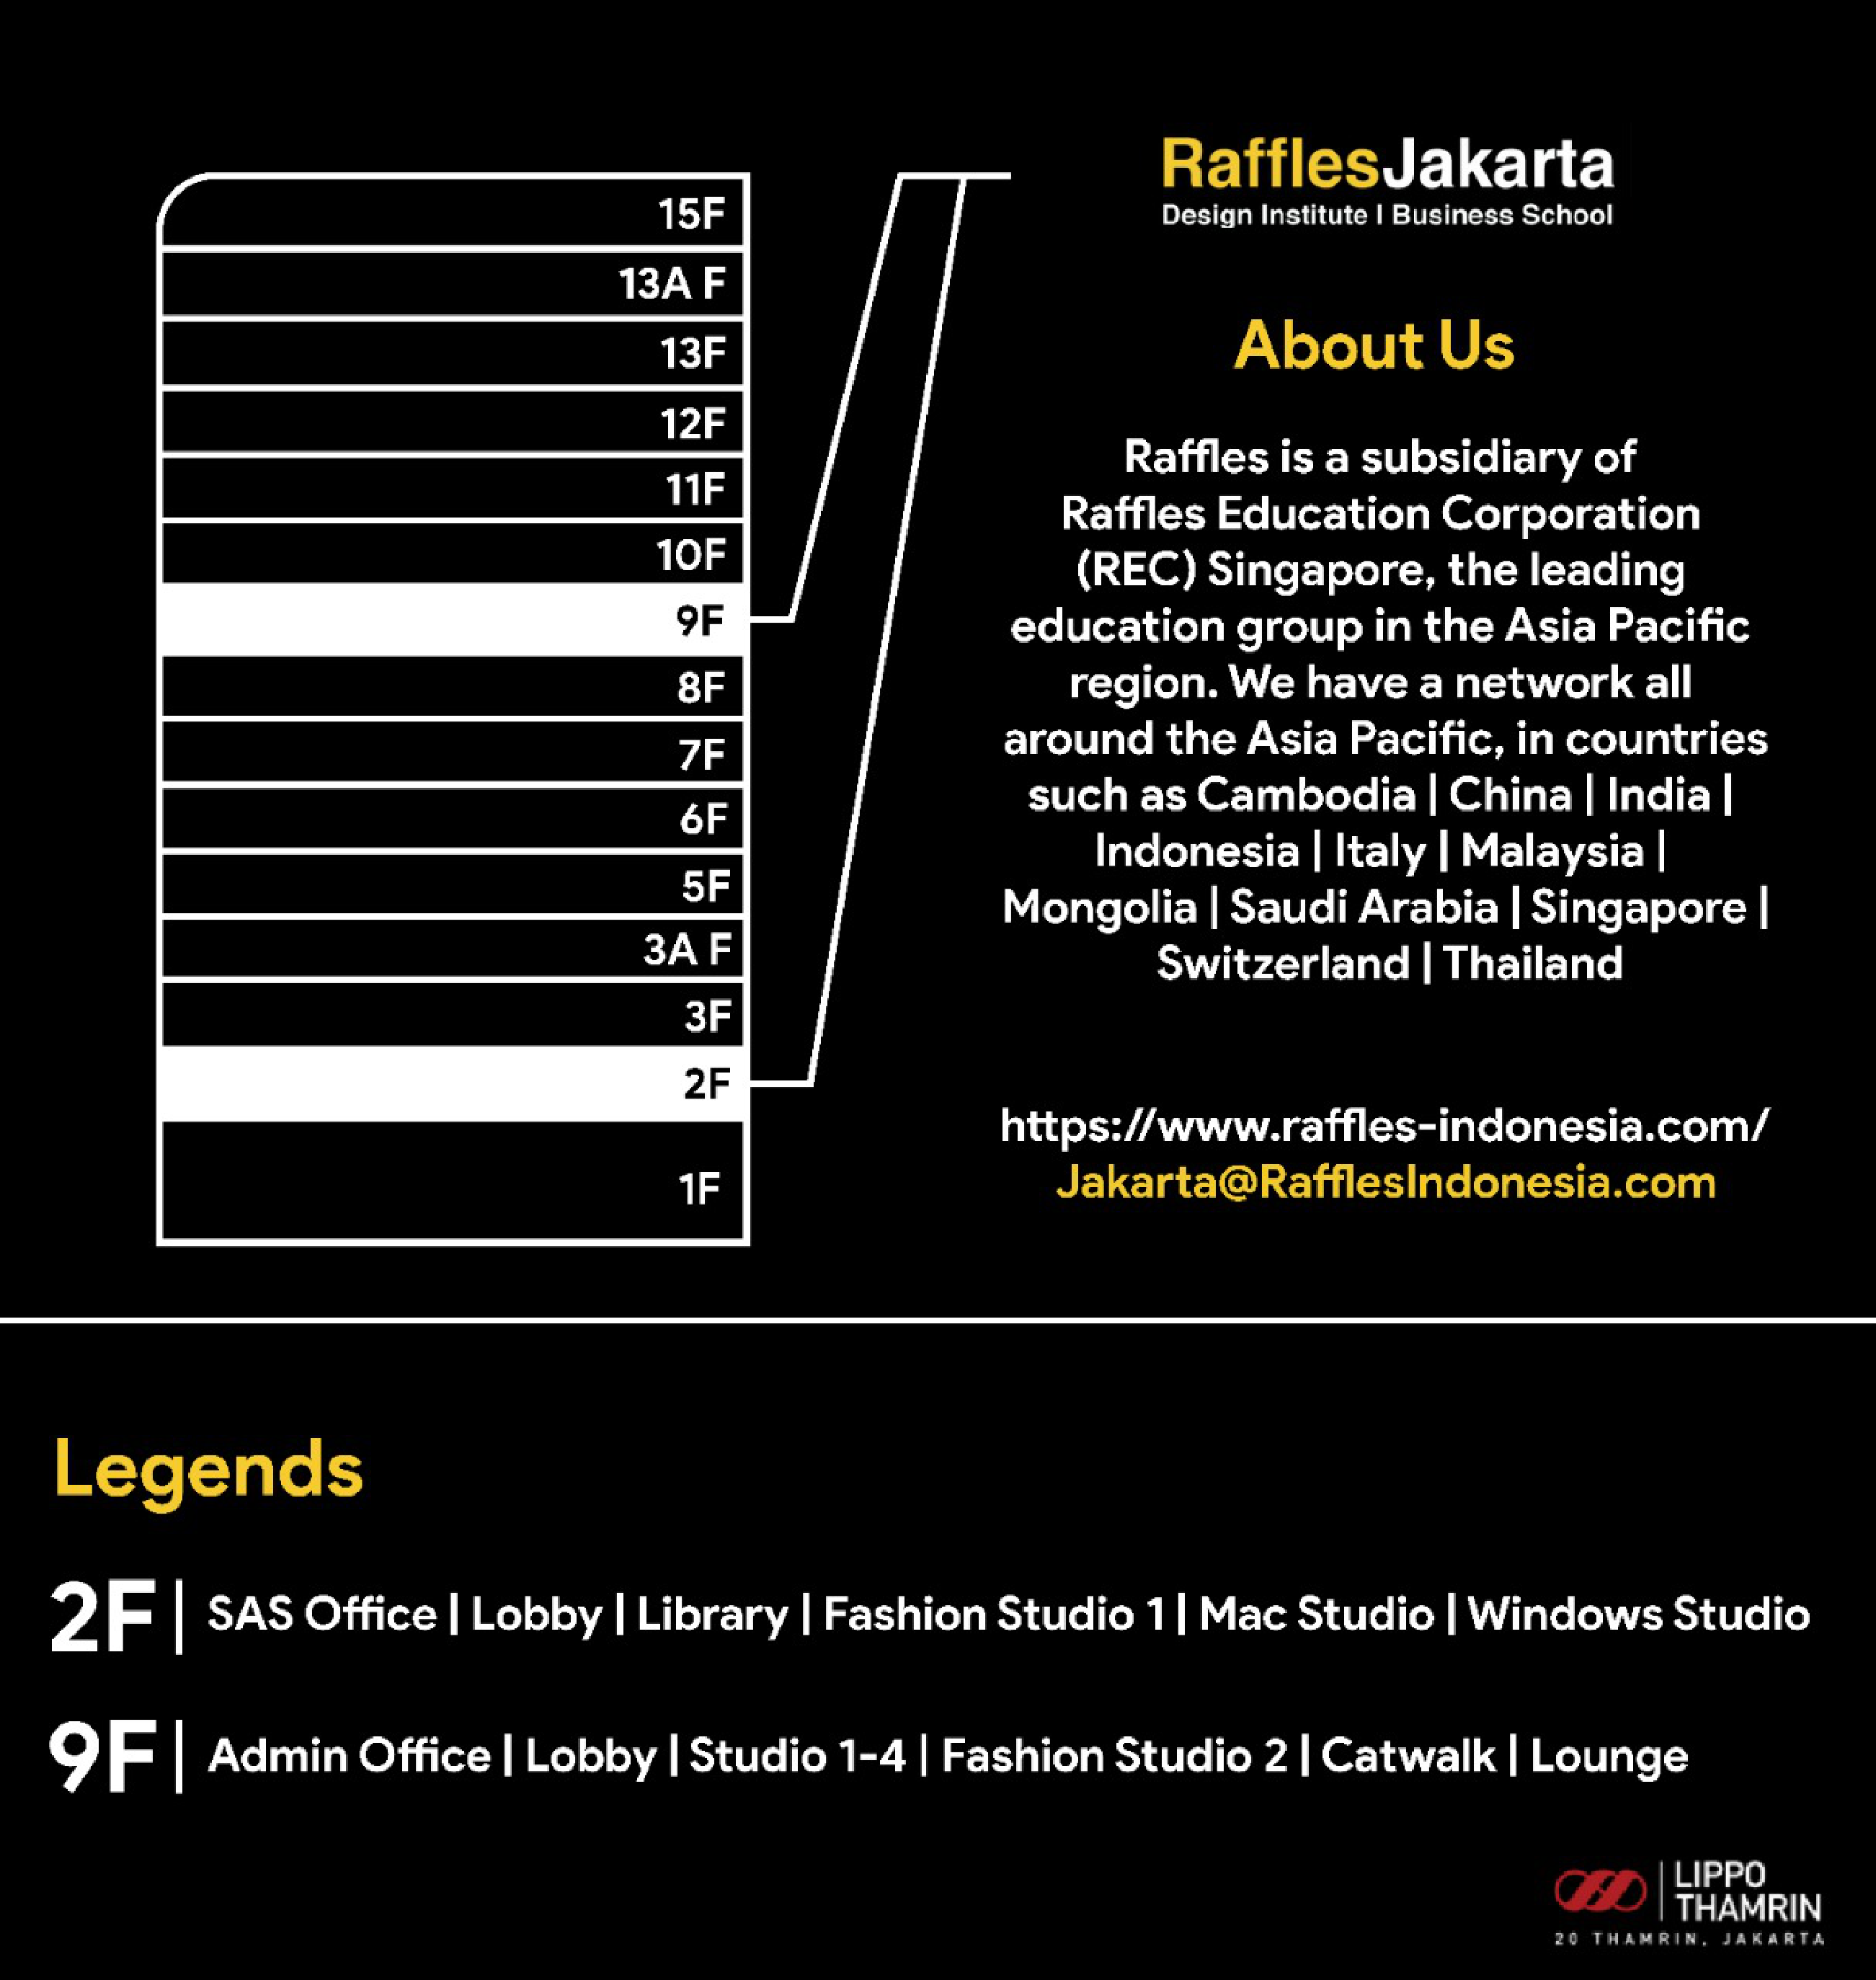 15F
13A F
13F
12F
11F
10F
9F
8F
7F
6F
5F
3A F
3F
2F
1F
RafflesJakarta
Design Institute | Business School
About Us
Raffles is a subsidiary of
Raffles Education Corporation
(REC) Singapore, the leading
education group in the Asia Pacific
region. We have a network all
around the Asia Pacific, in countries
such as Cambodia | China | India |
Indonesia | Italy | Malaysia |
Mongolia | Saudi Arabia | Singapore |
Switzerland | Thailand
https://www.raffles-indonesia.com/
Jakarta@RafflesIndonesia.com
Legends
2F | SAS Office | Lobby | Library | Fashion Studio 1 | Mac Studio | Windows Studio
9F | Admin Office | Lobby | Studio 1-4 | Fashion Studio 2 | Catwalk | Lounge
LIPPO
THAMRIN
20 THAMRIN, JAKARTA